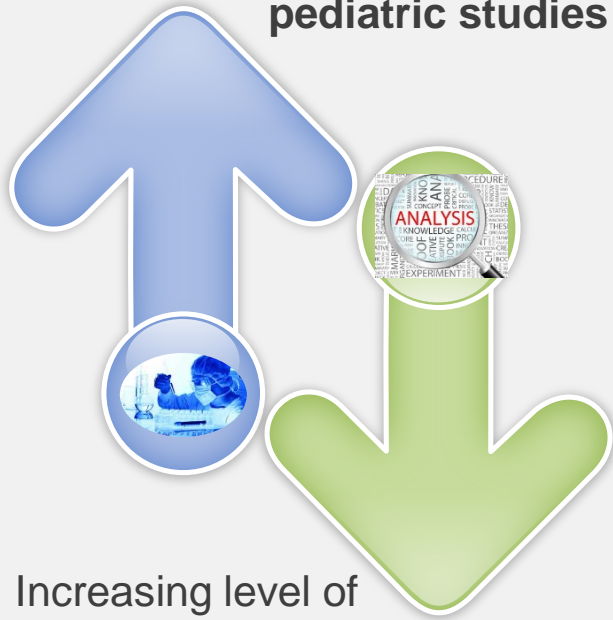 pediatric studies
ANALYSIS
KNOWLEDGE
EXPERIMENT
Increasing level of